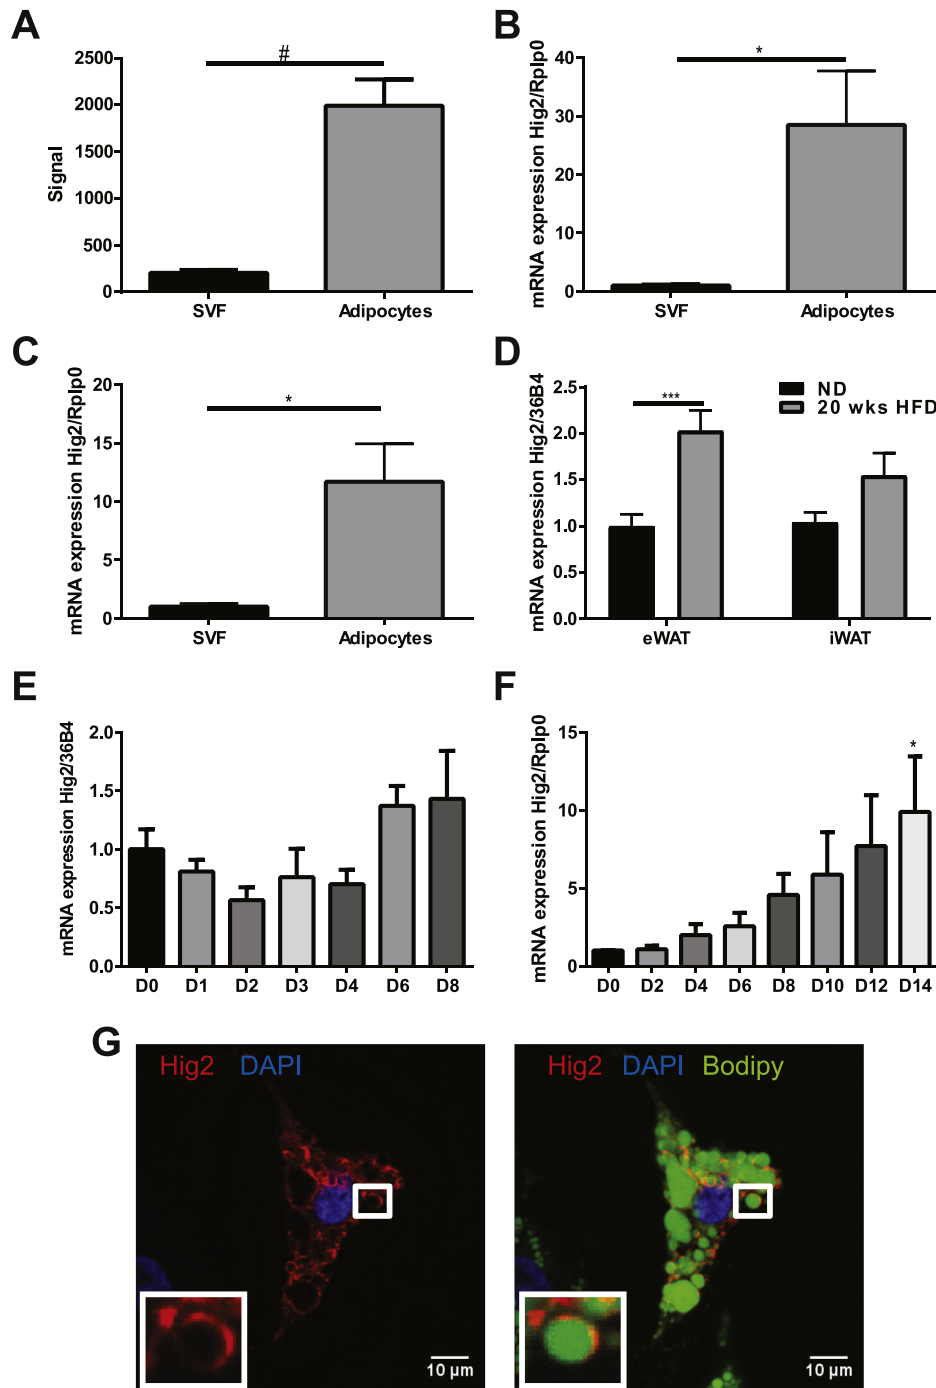 A
Signal
2500
2000
1500
1000
500
0
#
SVF
Adipocytes
B
mRNA expression Hig2/Rplp0
40
30
20
10
0
*
SVF
Adipocytes
C
mRNA expression Hig2/Rplp0
20
15
10
5
0
*
SVF
Adipocytes
D
mRNA expression Hig2/36B4
2.5
2.0
1.5
1.0
0.5
0.0
***
ND
20 wks HFD
eWAT
iWAT
E
mRNA expression Hig2/36B4
2.0
1.5
1.0
0.5
0.0
D0 D1 D2 D3 D4 D6 D8
F
mRNA expression Hig2/Rplp0
15
10
5
0
*
D0 D2 D4 D6 D8 D10 D12 D14
G
Hig2 DAPI
10 µm
Hig2 DAPI Bodipy
10 µm